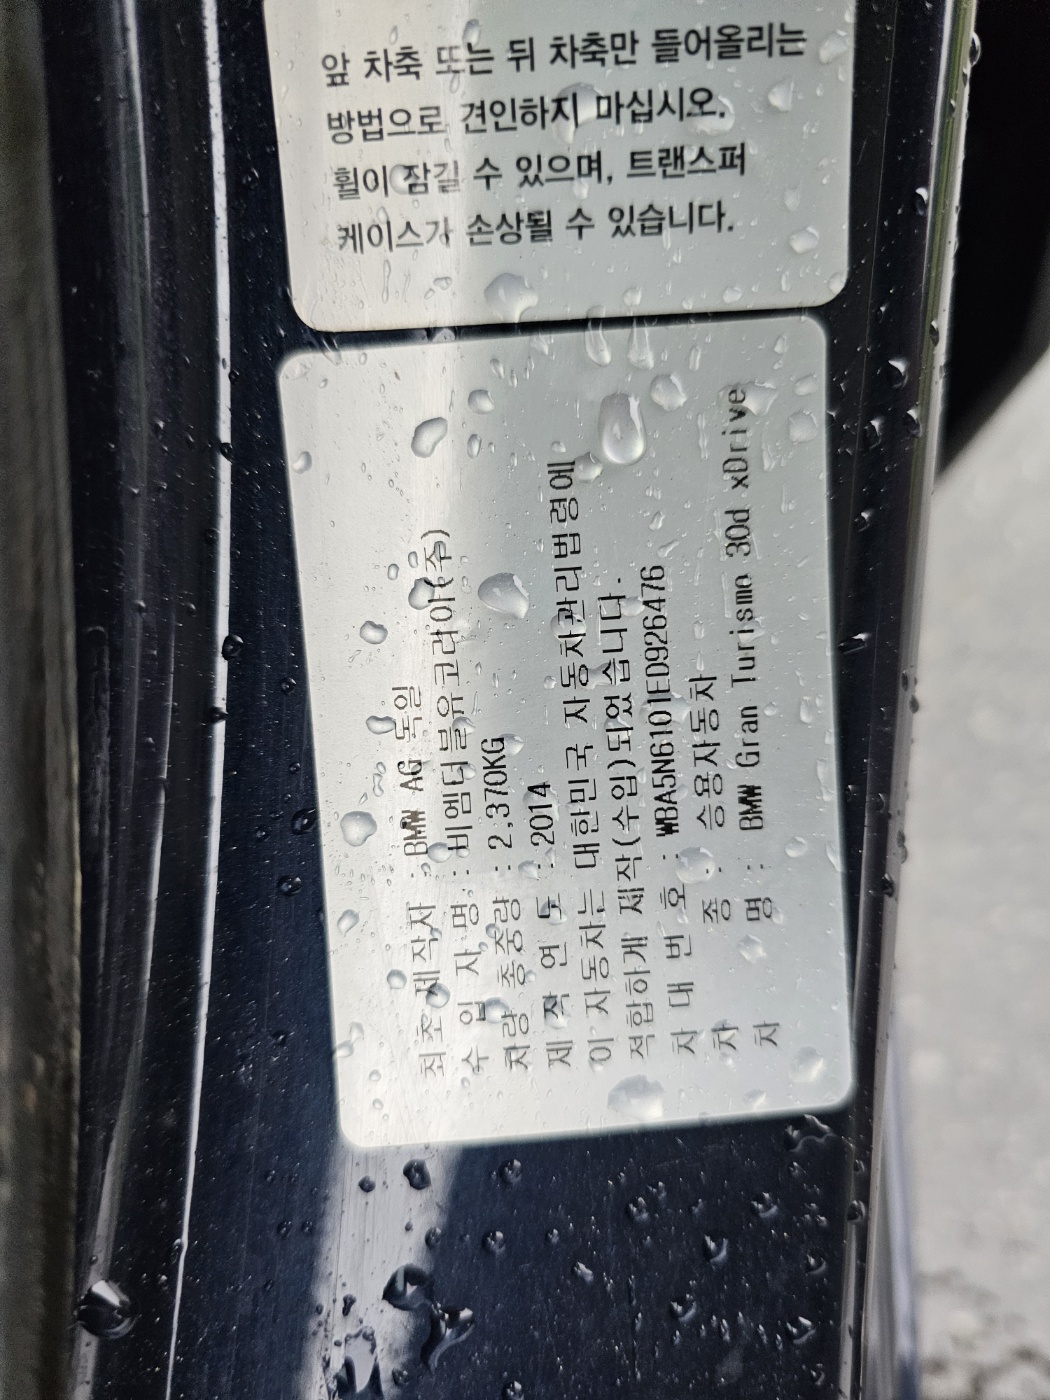 앞 차축 또는 뒤 차축만 들어올리는
방법으로 견인하지 마십시오.
휠이 잠길 수 있으며, 트랜스퍼
케이스가 손상될 수 있습니다.
최초 제작자 : BMW AG 독일
수 입 자 명 : 비엠더블유코리아(주)
차량 총중량 : 2,370KG
제 작 연 도 : 2014
이 자동차는 대한민국 자동차관리법령에
적합하게 제작(수입)되었습니다.
차 대 번 호 : WBA5N6101ED926476
차 종 : 승용자동차
차 명 : BMW Gran Turismo 30d xDrive